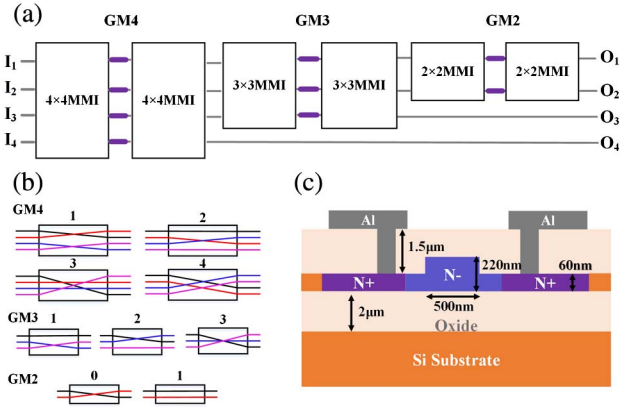 (a)
GM4
GM3
GM2
I1
I2
I3
I4
4×4MMI
4×4MMI
3×3MMI
3×3MMI
2×2MMI
2×2MMI
O1
O2
O3
O4
(b)
GM4
1
2
3
4
GM3
1
2
3
GM2
0
1
(c)
Al
Al
1.5μm
220nm
60nm
N+
N-
N+
500nm
2μm
Oxide
Si Substrate